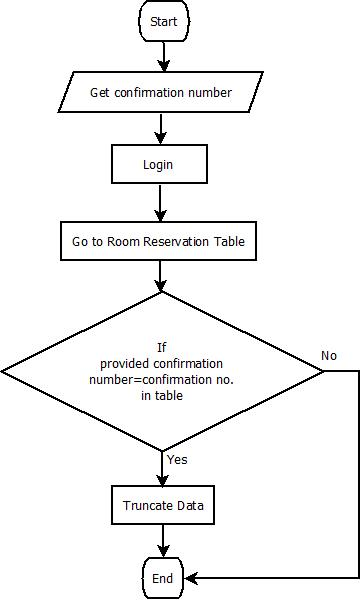 Start
Get confirmation number
Login
Go to Room Reservation Table
If
provided confirmation
number=confirmation no.
in table
No
Yes
Truncate Data
End